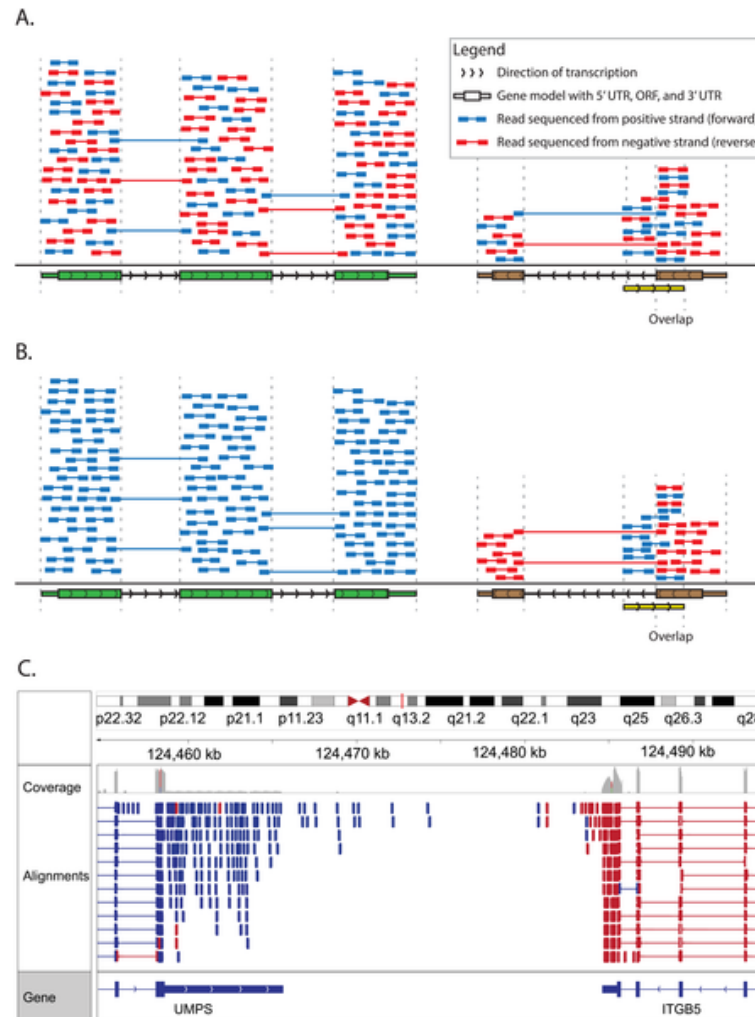 A.
Legend
Direction of transcription
Gene model with 5' UTR, ORF, and 3' UTR
Read sequenced from positive strand (forward
Read sequenced from negative strand (reverse
Overlap
B.
Overlap
C.
p22.32 p22.12 p21.1 p11.23 q11.1 q13.2 q21.2 q22.1 q23 q25 q26.3 q28
124,460 kb 124,470 kb 124,480 kb 124,490 kb
Coverage
Alignments
Gene
UMPS ITGB5